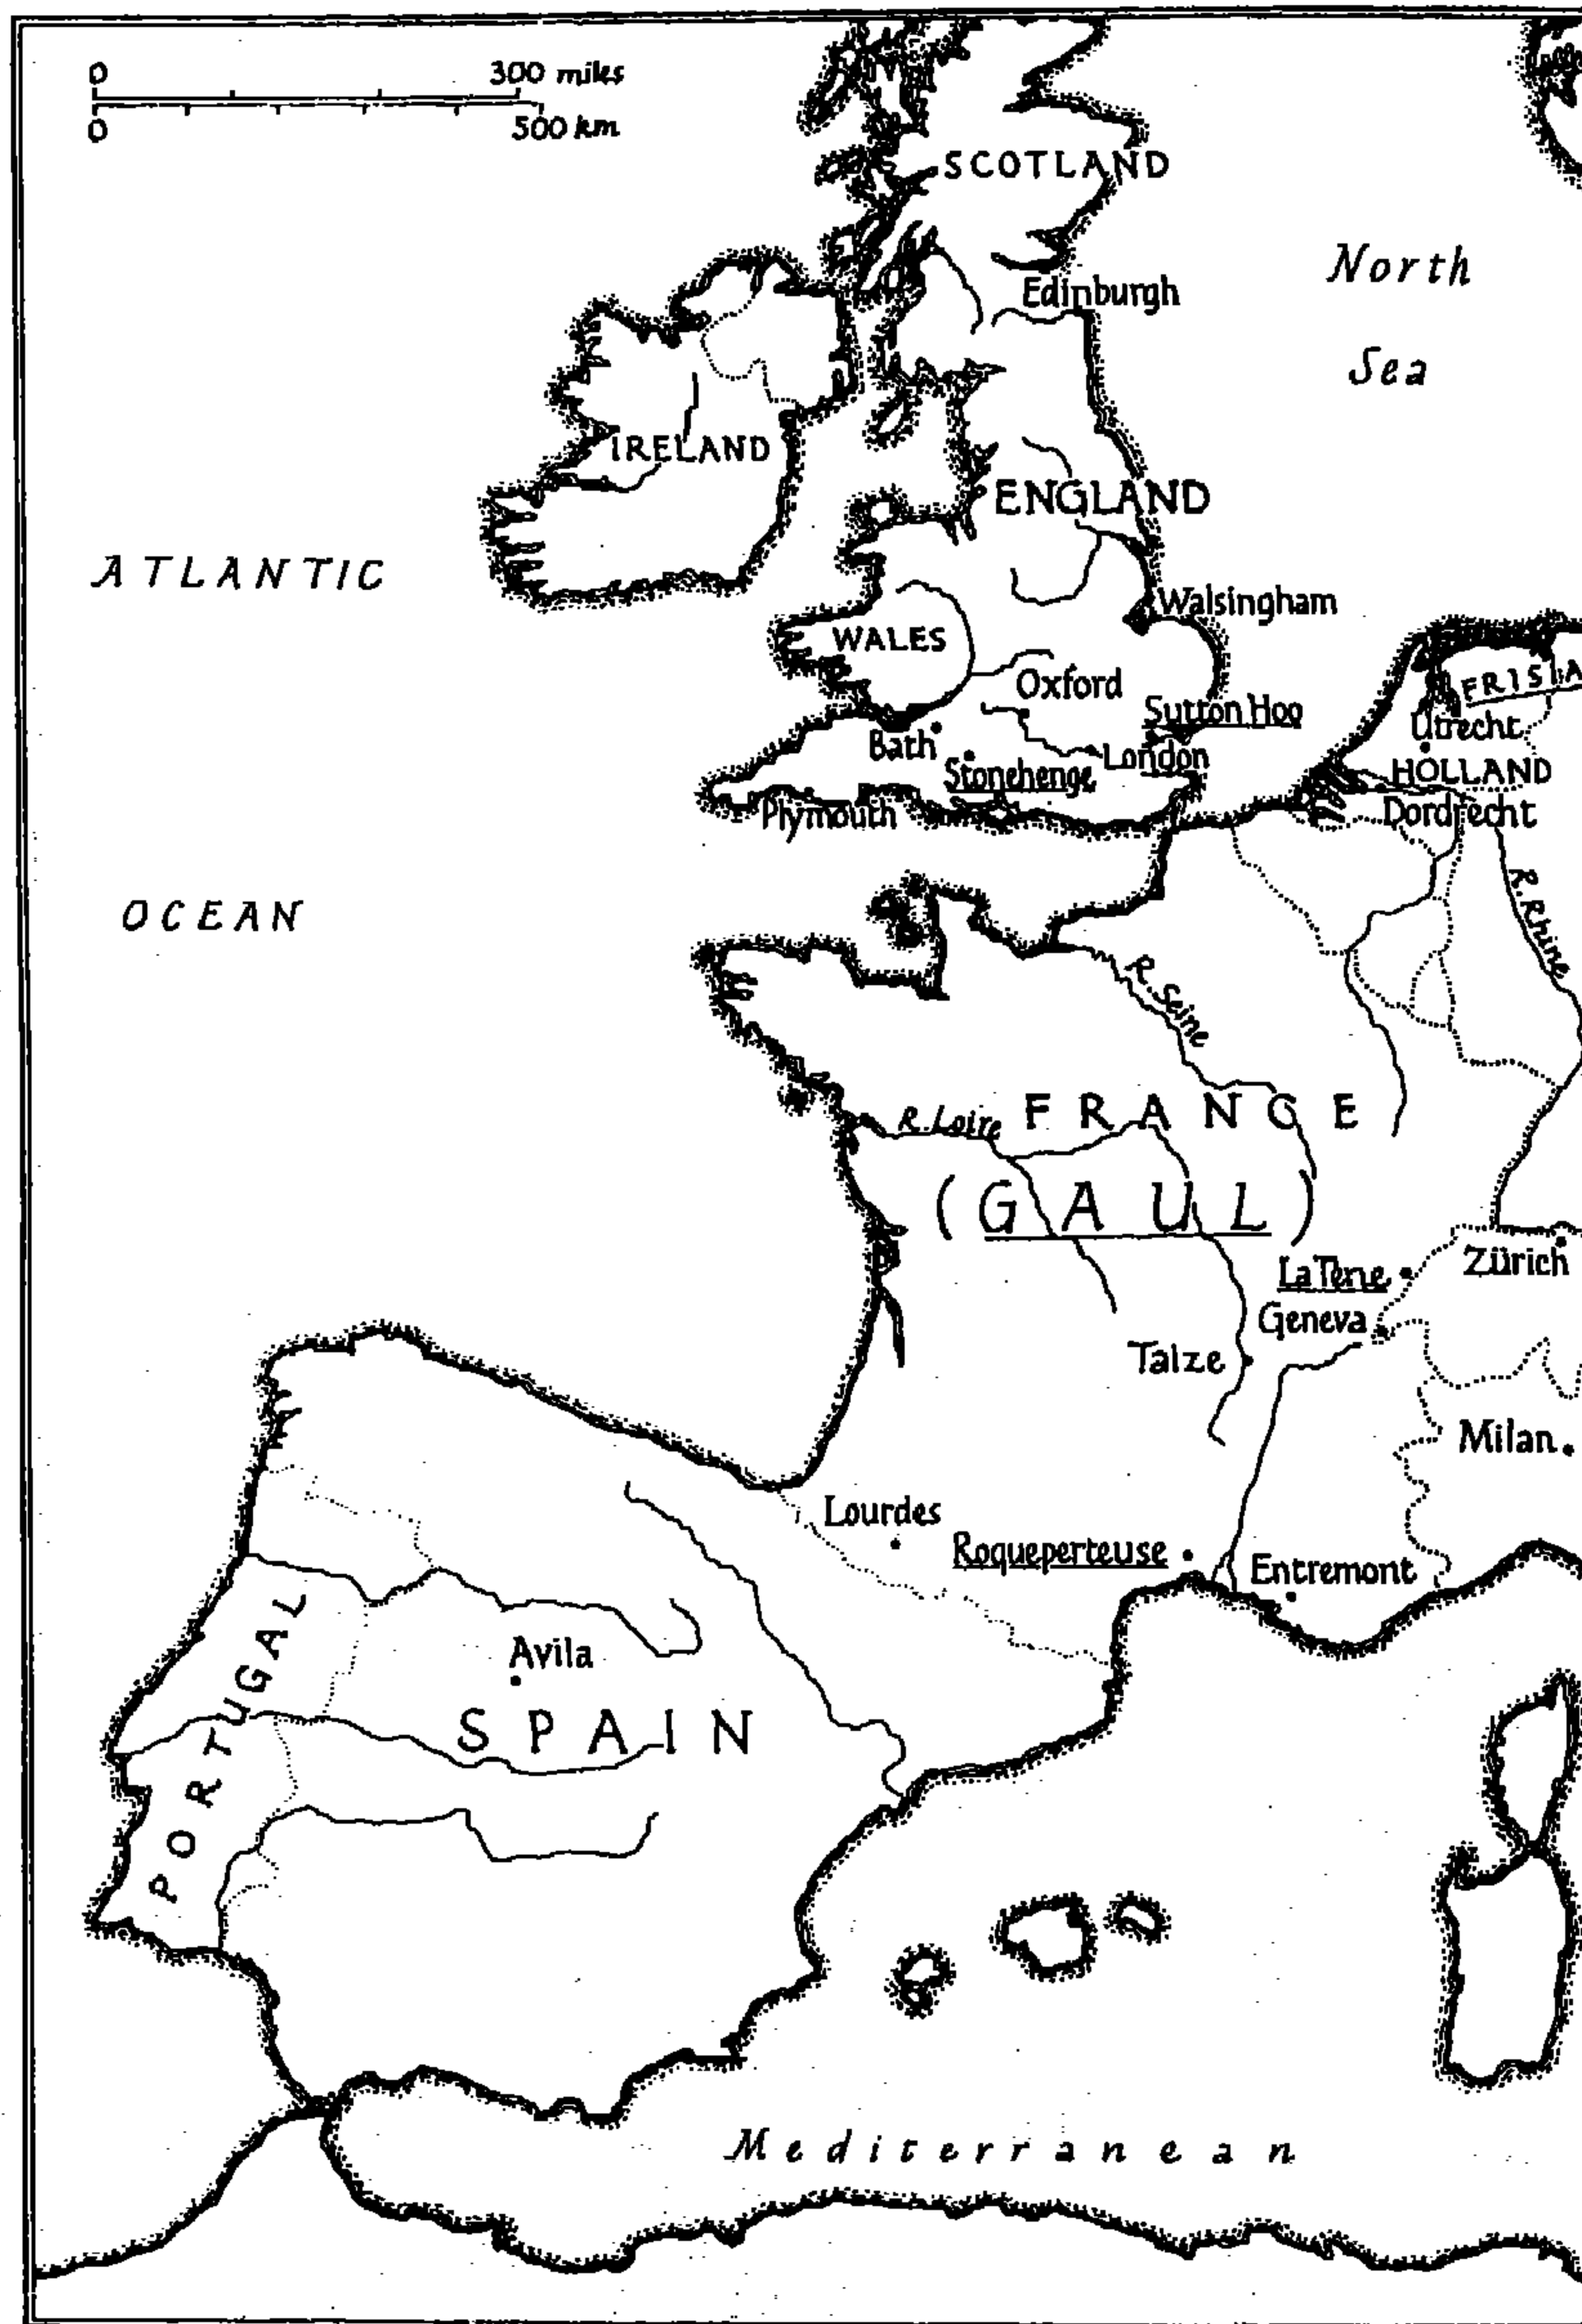 0 300 miles
0 500 km
SCOTLAND
North
Sea
Edinburgh
IRELAND
ENGLAND
ATLANTIC
Walsingham
WALES
Oxford
FRISIA
Sutton Hoo
Utrecht
Bath
London
Stonehenge
HOLLAND
Plymouth
Dordrecht
OCEAN
R. Rhine
R. Seine
R. Loire
FRANCE
(GAUL)
La Tene
Zürich
Geneva
Taize
Milan
Lourdes
Roqueperteuse
Entremont
PORTUGAL
Avila
SPAIN
Mediterranean